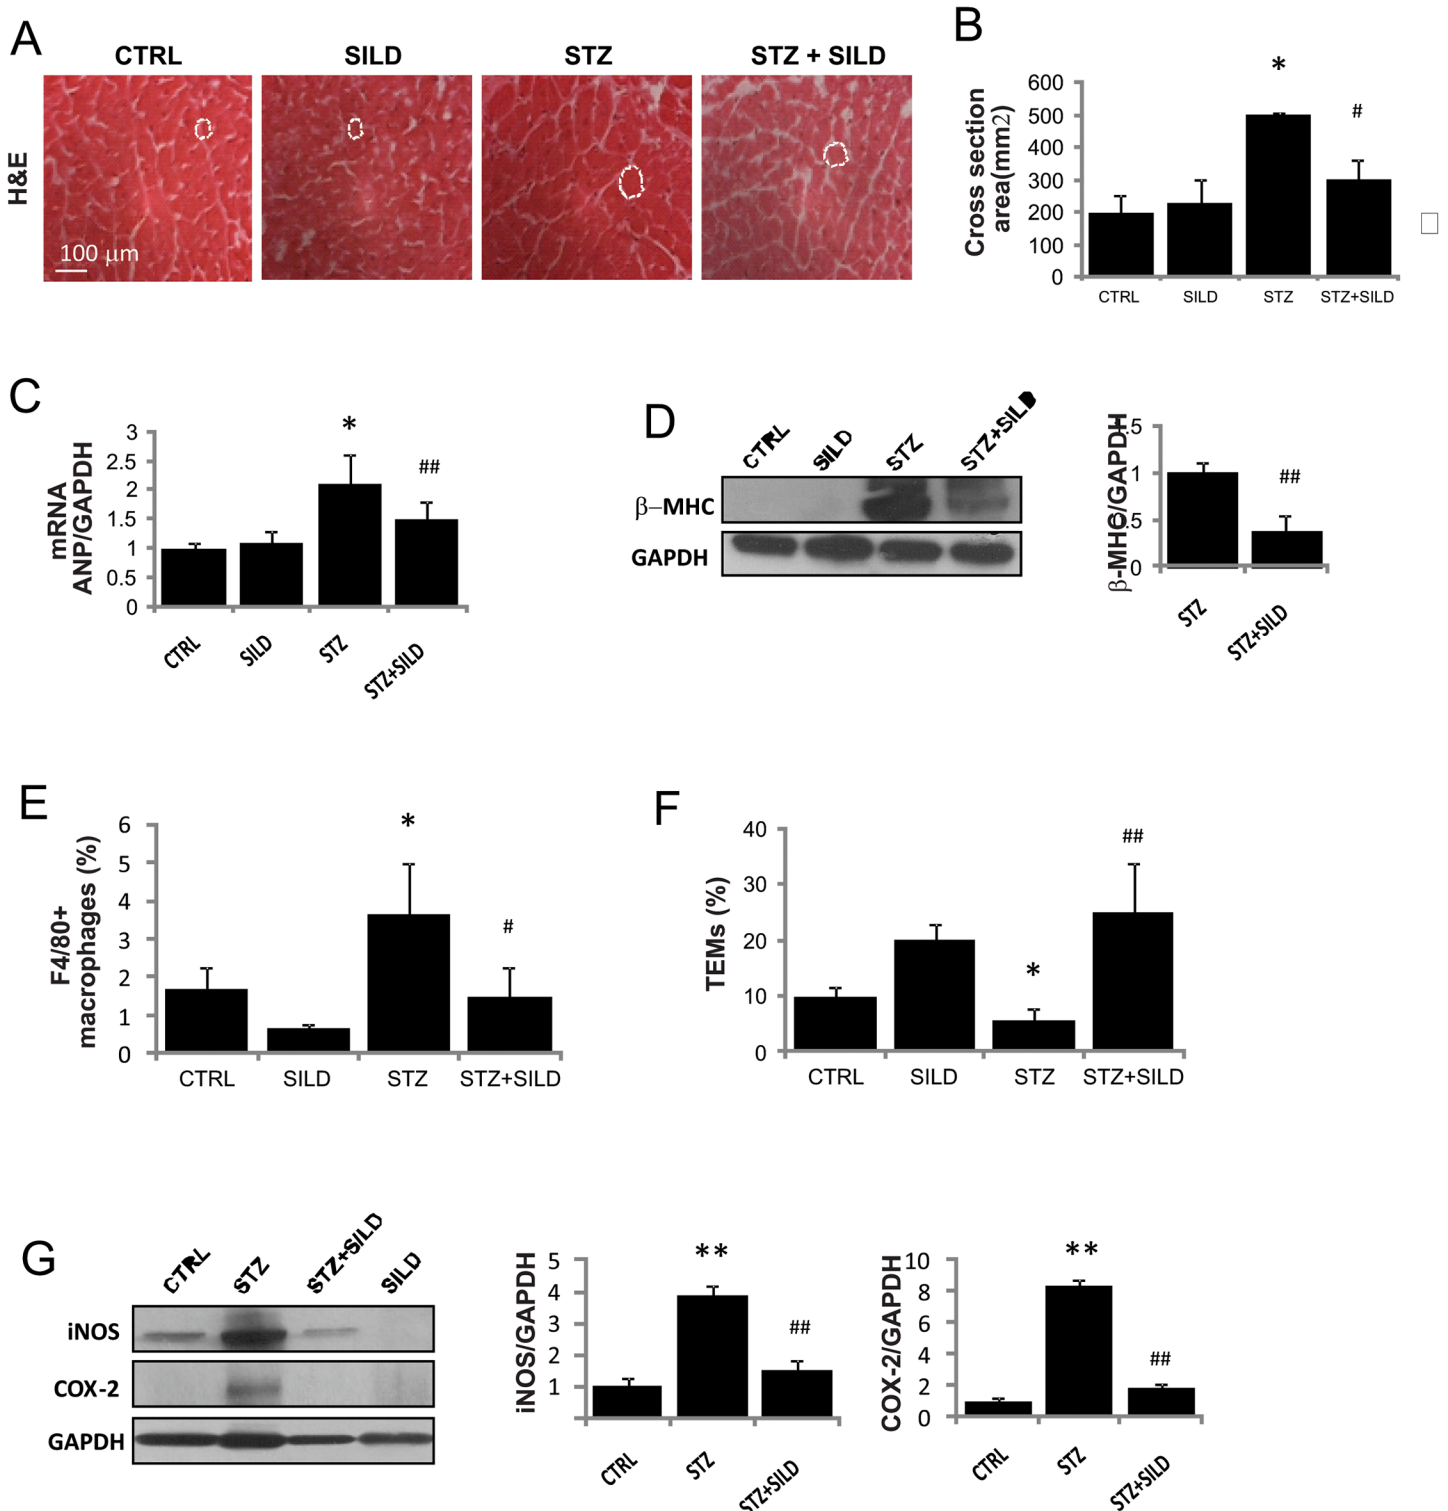 A
CTRL
SILD
STZ
STZ + SILD
H&E
100 μm
B
Cross section
area(mm2)
600
500
400
300
200
100
0
*
#
CTRL
SILD
STZ
STZ+SILD
C
mRNA
ANP/GAPDH
3
2.5
2
1.5
1
0.5
0
*
##
CTRL
SILD
STZ
STZ+SILD
D
CTRL
SILD
STZ
STZ+SILD
β–MHC
GAPDH
β-MHC/GAPDH
1.5
1
0.5
0
##
STZ
STZ+SILD
E
F4/80+
macrophages (%)
6
5
4
3
2
1
0
*
#
CTRL
SILD
STZ
STZ+SILD
F
TEMs (%)
40
30
20
10
0
*
##
CTRL
SILD
STZ
STZ+SILD
G
CTRL
STZ
STZ+SILD
SILD
iNOS
COX-2
GAPDH
iNOS/GAPDH
5
4
3
2
1
**
##
CTRL
STZ
STZ+SILD
COX-2/GAPDH
10
8
6
4
2
0
**
##
CTRL
STZ
STZ+SILD